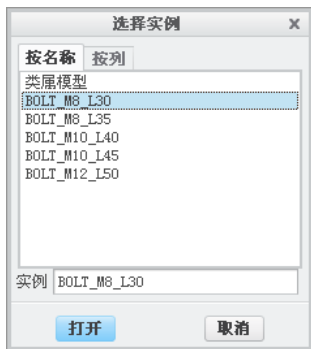 选择实例
按名称 按列
类属模型
BOLT_M8_L30
BOLT_M8_L35
BOLT_M10_L40
BOLT_M10_L45
BOLT_M12_L50
实例 BOLT_M8_L30
打开 取消